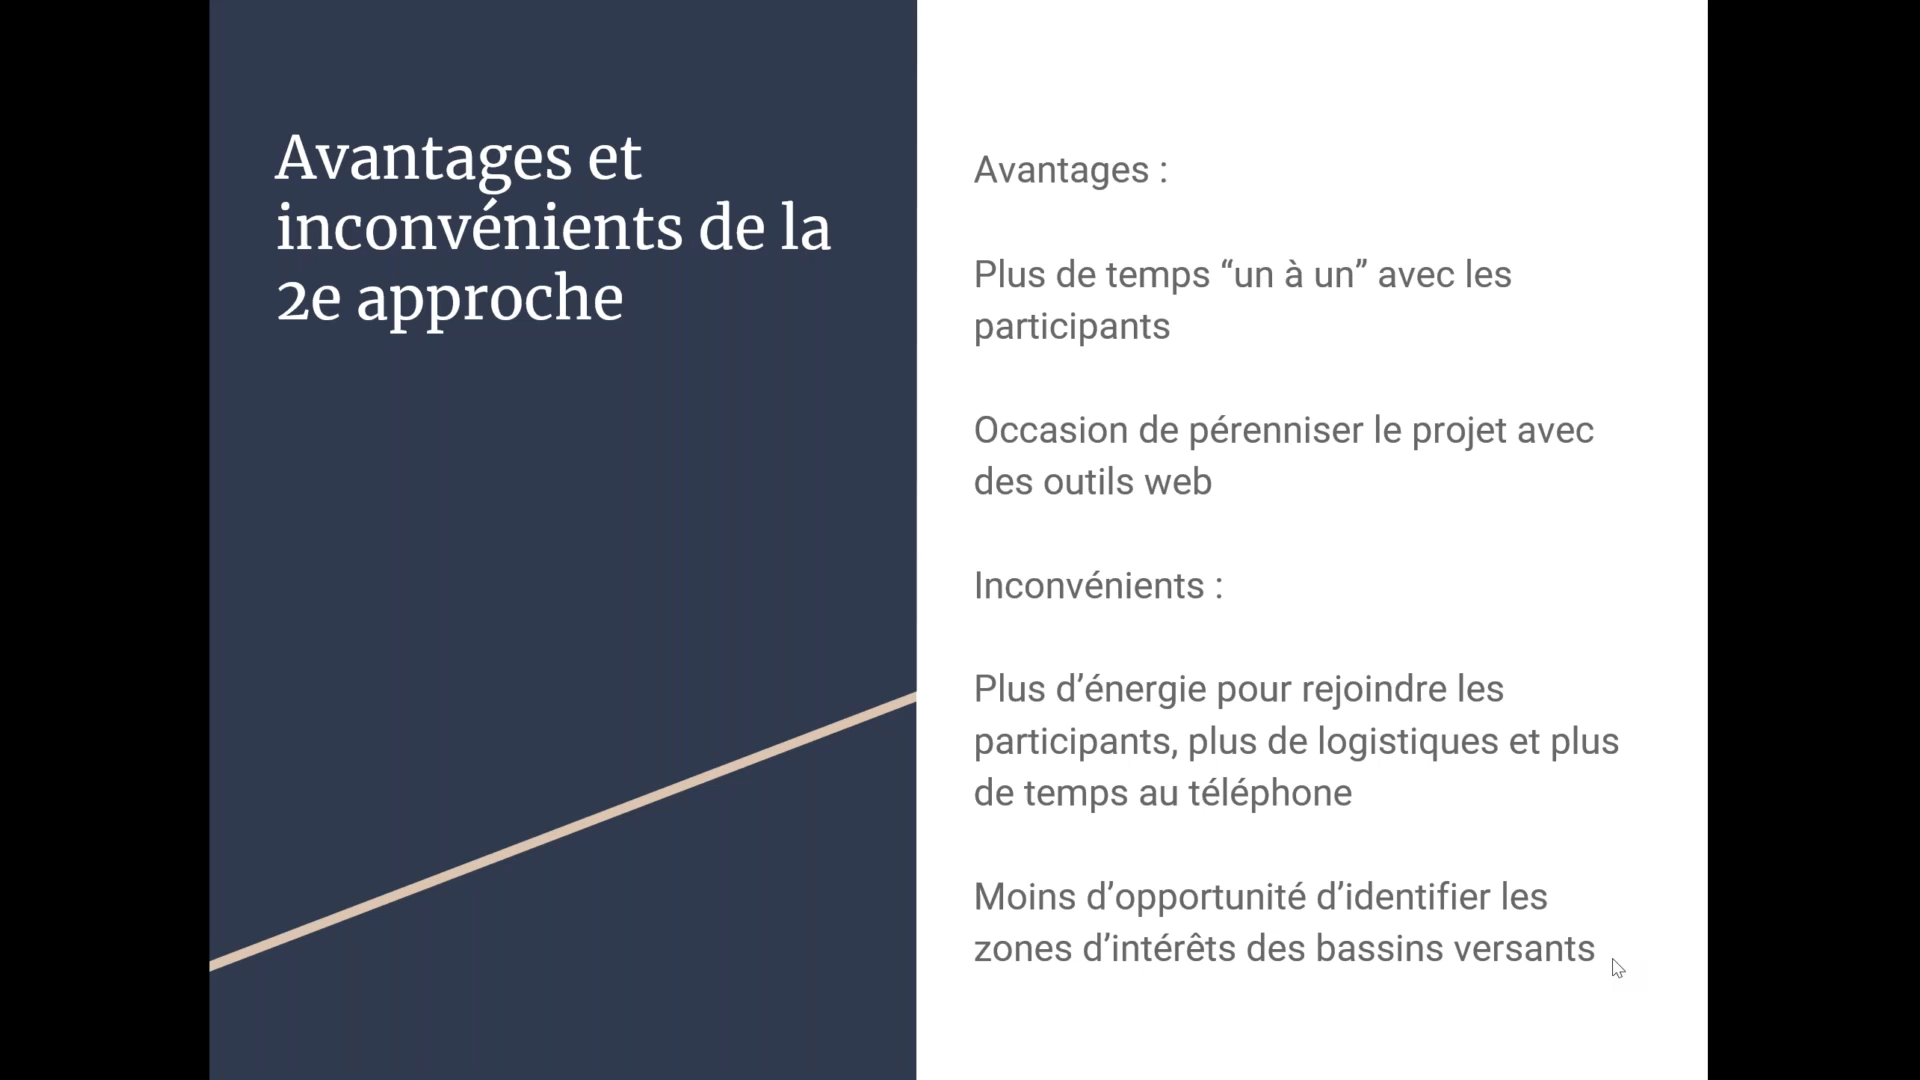 Avantages et
inconvénients de la
2e approche
Avantages :
Plus de temps “un à un” avec les
participants
Occasion de pérenniser le projet avec
des outils web
Inconvénients :
Plus d’énergie pour rejoindre les
participants, plus de logistiques et plus
de temps au téléphone
Moins d’opportunité d’identifier les
zones d’intérêts des bassins versants